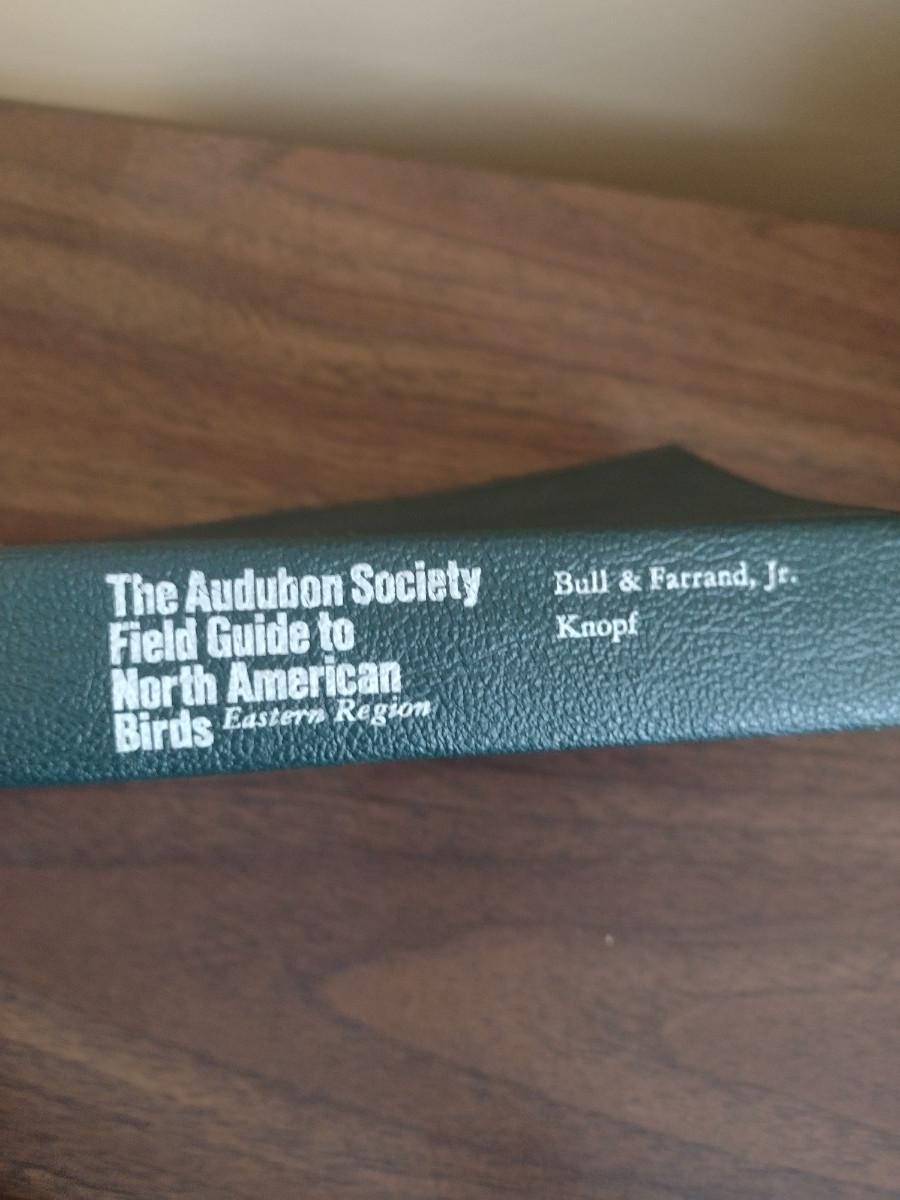 The Audubon Society
Field Guide to
North American
Birds Eastern Region
Bull & Farrand, Jr.
Knopf